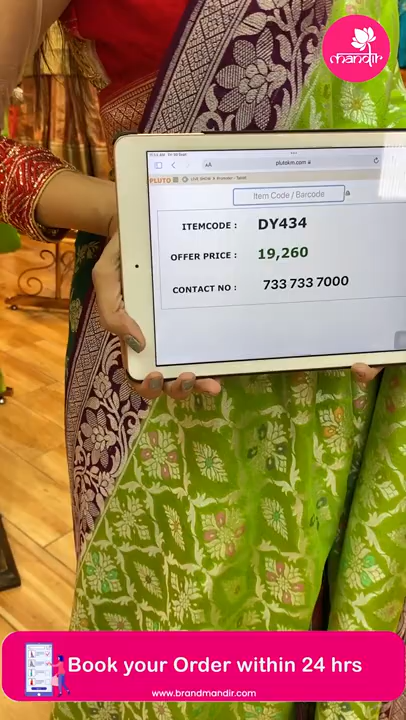 mandir
plutokm.com
PLUTO
Item Code / Barcode
ITEMCODE : DY434
OFFER PRICE : 19,260
CONTACT NO : 733 733 7000
Book your Order within 24 hrs
www.brandmandir.com